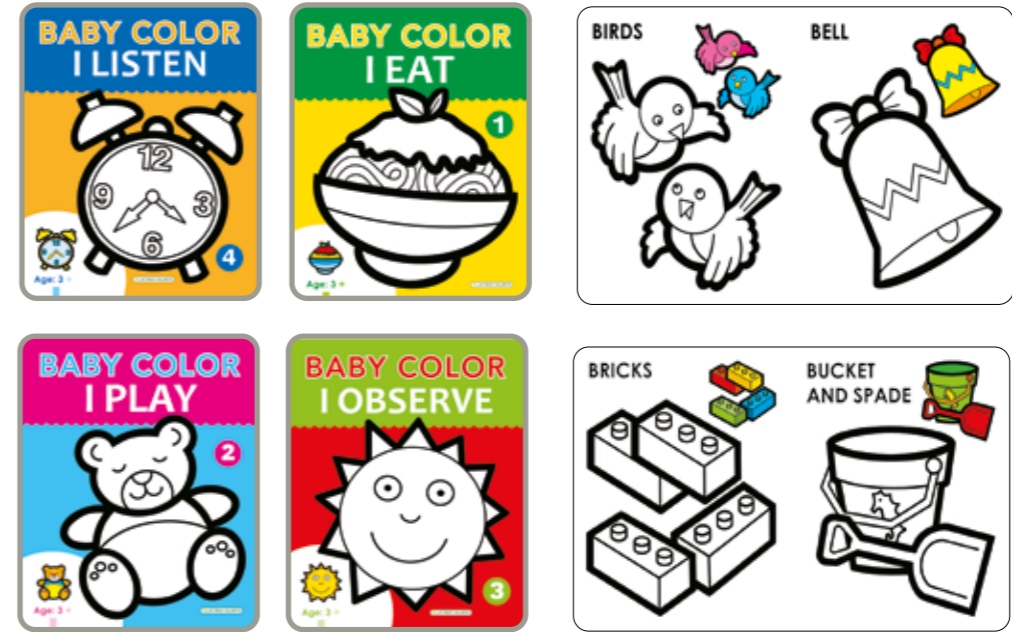 BABY COLOR
I LISTEN
12
9
3
6
4
Age: 3 +
BABY COLOR
I EAT
1
Age: 3 +
BIRDS
BELL
BABY COLOR
I PLAY
2
Age: 3 +
BABY COLOR
I OBSERVE
3
Age: 3 +
BRICKS
BUCKET
AND SPADE